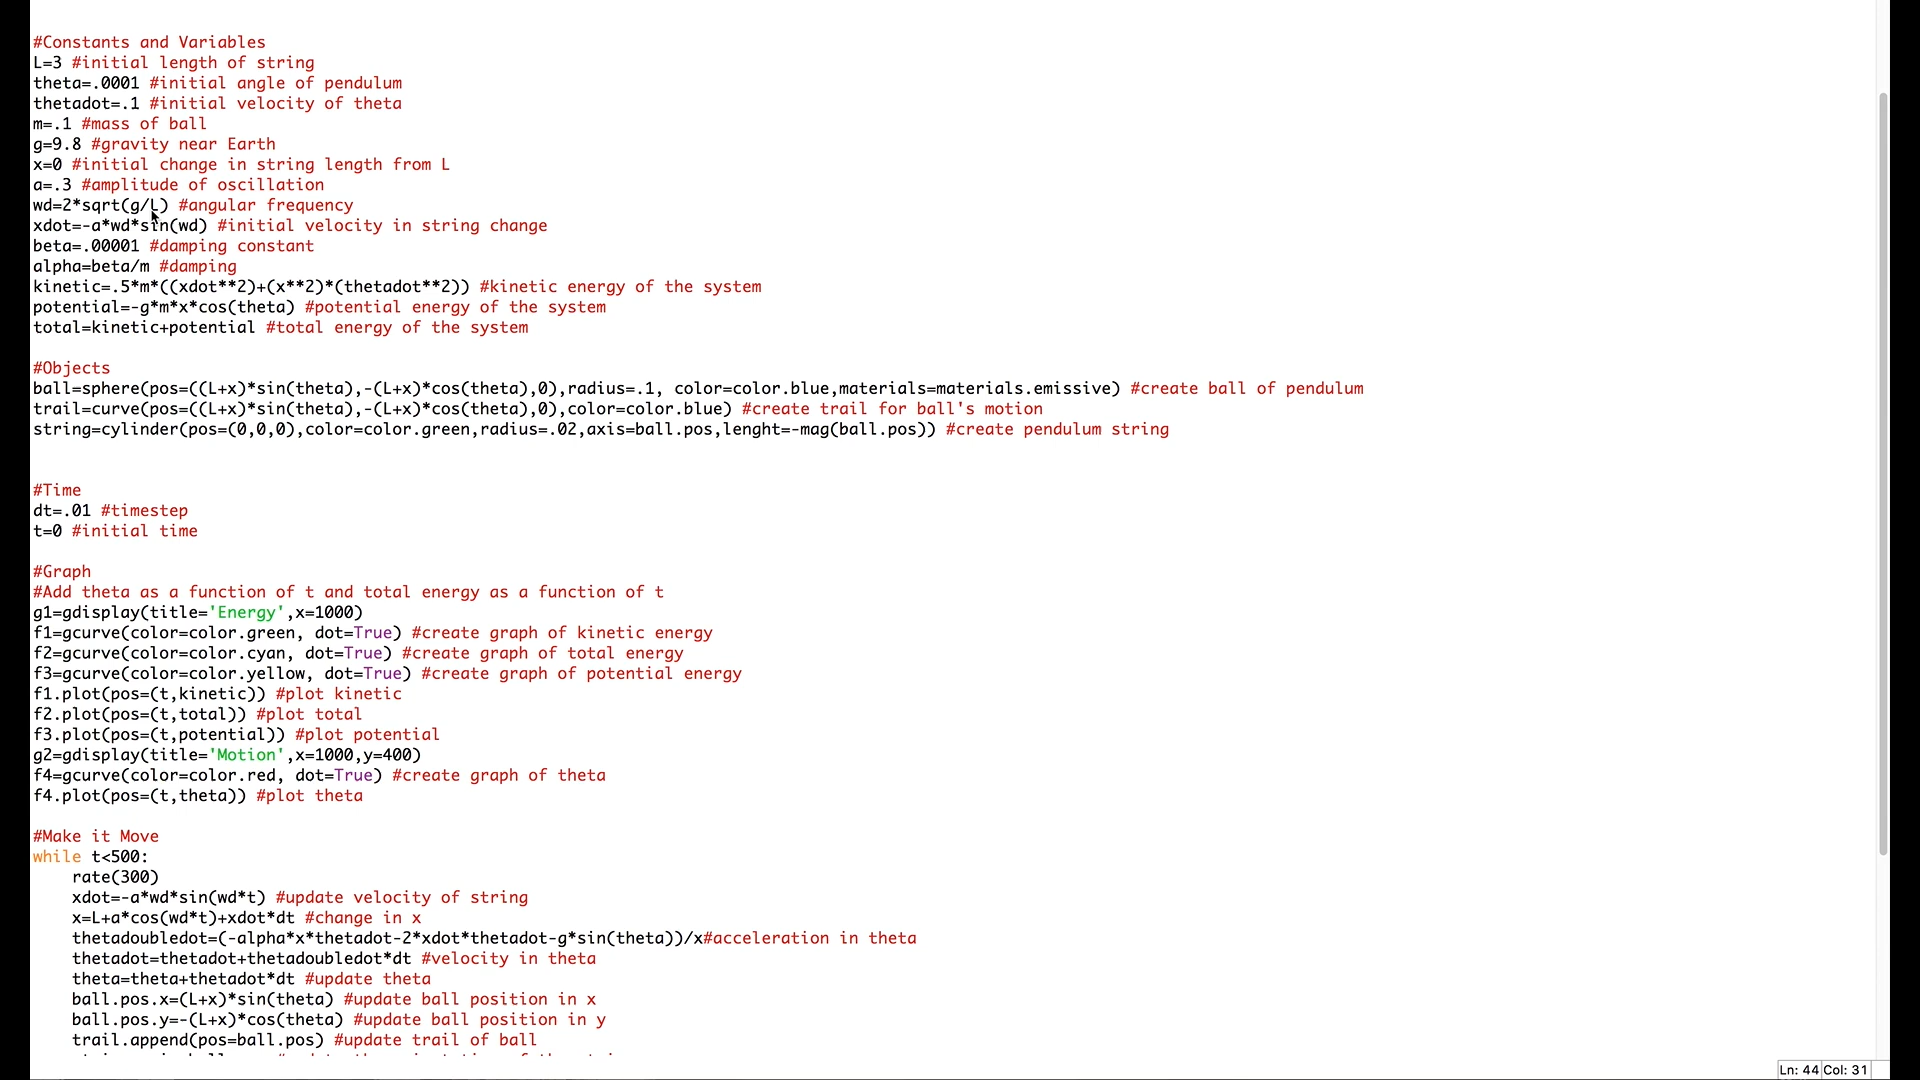 #Constants and Variables
L=3 #initial length of string
theta=.0001 #initial angle of pendulum
thetadot=.1 #initial velocity of theta
m=.1 #mass of ball
g=9.8 #gravity near Earth
x=0 #initial change in string length from L
a=.3 #amplitude of oscillation
wd=2*sqrt(g/L) #angular frequency
xdot=-a*wd*sin(wd) #initial velocity in string change
beta=.00001 #damping constant
alpha=beta/m #damping
kinetic=.5*m*((xdot**2)+(x**2)*(thetadot**2)) #kinetic energy of the system
potential=-g*m*x*cos(theta) #potential energy of the system
total=kinetic+potential #total energy of the system
#Objects
ball=sphere(pos=((L+x)*sin(theta),-(L+x)*cos(theta),0),radius=.1, color=color.blue,materials=materials.emissive) #create ball of pendulum
trail=curve(pos=((L+x)*sin(theta),-(L+x)*cos(theta),0),color=color.blue) #create trail for ball's motion
string=cylinder(pos=(0,0,0),color=color.green,radius=.02,axis=ball.pos,lenght=-mag(ball.pos)) #create pendulum string
#Time
dt=.01 #timestep
t=0 #initial time
#Graph
#Add theta as a function of t and total energy as a function of t
g1=gdisplay(title='Energy',x=1000)
f1=gcurve(color=color.green, dot=True) #create graph of kinetic energy
f2=gcurve(color=color.cyan, dot=True) #create graph of total energy
f3=gcurve(color=color.yellow, dot=True) #create graph of potential energy
f1.plot(pos=(t,kinetic)) #plot kinetic
f2.plot(pos=(t,total)) #plot total
f3.plot(pos=(t,potential)) #plot potential
g2=gdisplay(title='Motion',x=1000,y=400)
f4=gcurve(color=color.red, dot=True) #create graph of theta
f4.plot(pos=(t,theta)) #plot theta
#Make it Move
while t<500:
    rate(300)
    xdot=-a*wd*sin(wd*t) #update velocity of string
    x=L+a*cos(wd*t)+xdot*dt #change in x
    thetadoubledot=(-alpha*x*thetadot-2*xdot*thetadot-g*sin(theta))/x#acceleration in theta
    thetadot=thetadot+thetadoubledot*dt #velocity in theta
    theta=theta+thetadot*dt #update theta
    ball.pos.x=(L+x)*sin(theta) #update ball position in x
    ball.pos.y=-(L+x)*cos(theta) #update ball position in y
    trail.append(pos=ball.pos) #update trail of ball
Ln: 44 Col: 31